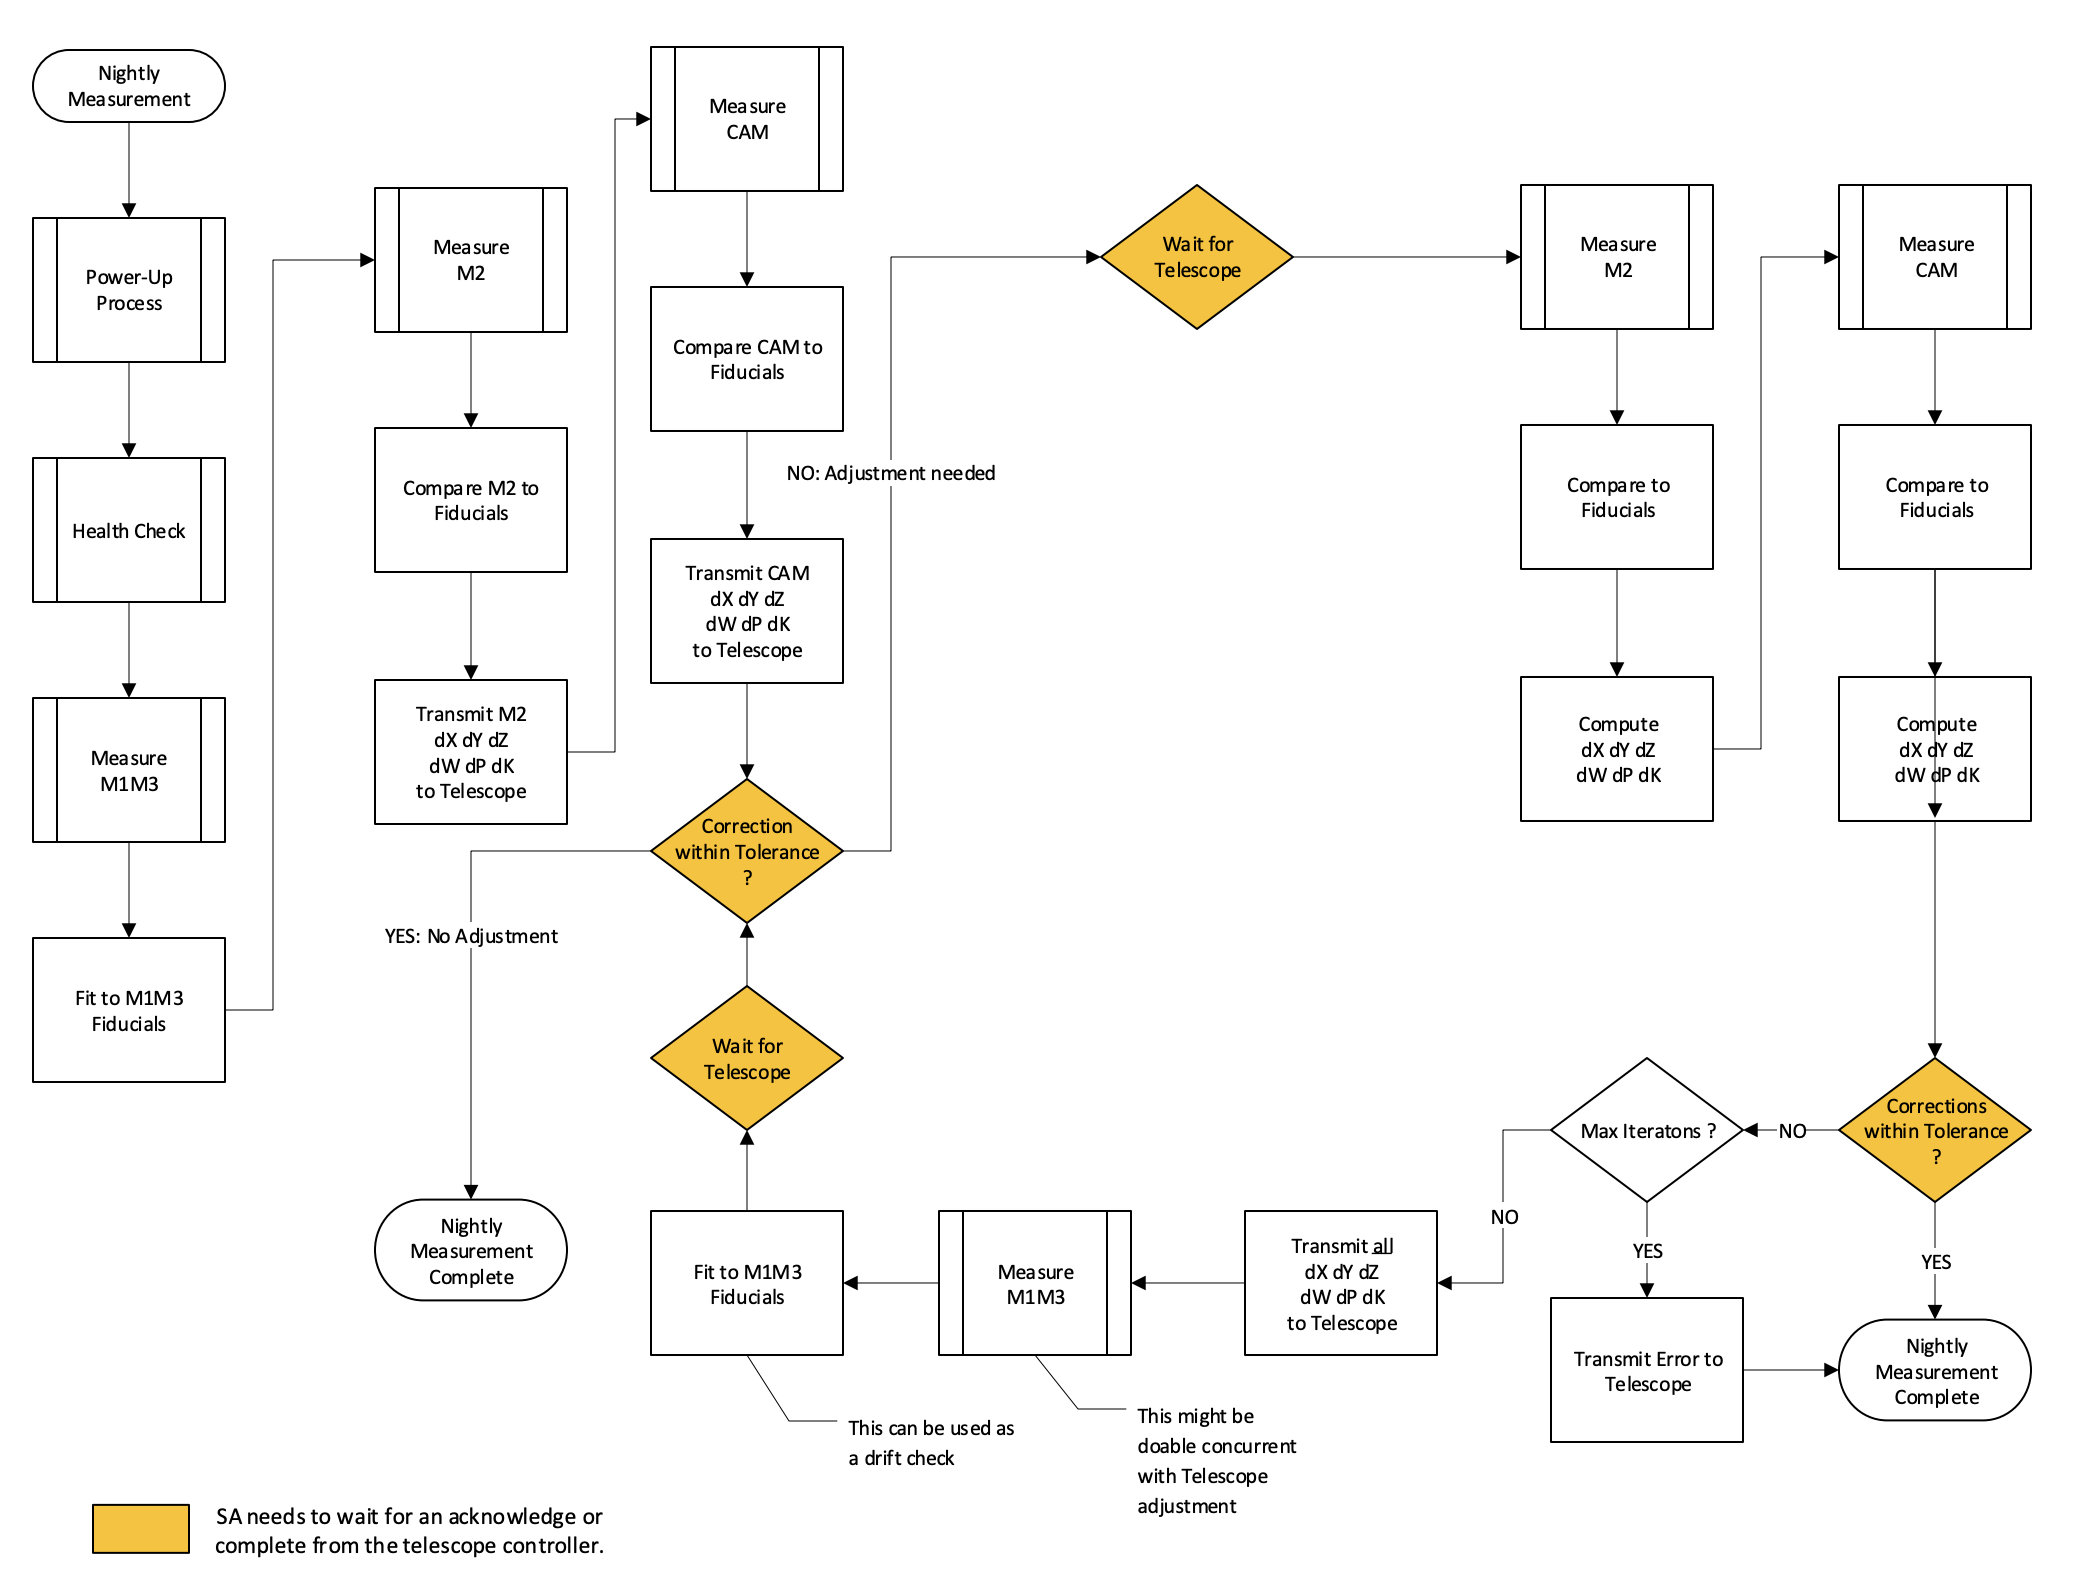 Nightly
Measurement
Power-Up
Process
Health Check
Measure
M1M3
Fit to M1M3
Fiducials
Measure
M2
Compare M2 to
Fiducials
Transmit M2
dX dY dZ
dW dP dK
to Telescope
Measure
CAM
Compare CAM to
Fiducials
Transmit CAM
dX dY dZ
dW dP dK
to Telescope
Correction
within Tolerance
?
YES: No Adjustment
Nightly
Measurement
Complete
NO: Adjustment needed
Wait for
Telescope
Measure
M2
Compare to
Fiducials
Compute
dX dY dZ
dW dP dK
Measure
CAM
Compare to
Fiducials
Compute
dX dY dZ
dW dP dK
Corrections
within Tolerance
?
NO
YES
Max Iteratons ?
NO
YES
Transmit Error to
Telescope
Nightly
Measurement
Complete
Transmit all
dX dY dZ
dW dP dK
to Telescope
Measure
M1M3
This might be
doable concurrent
with Telescope
adjustment
Fit to M1M3
Fiducials
This can be used as
a drift check
Wait for
Telescope
SA needs to wait for an acknowledge or
complete from the telescope controller.